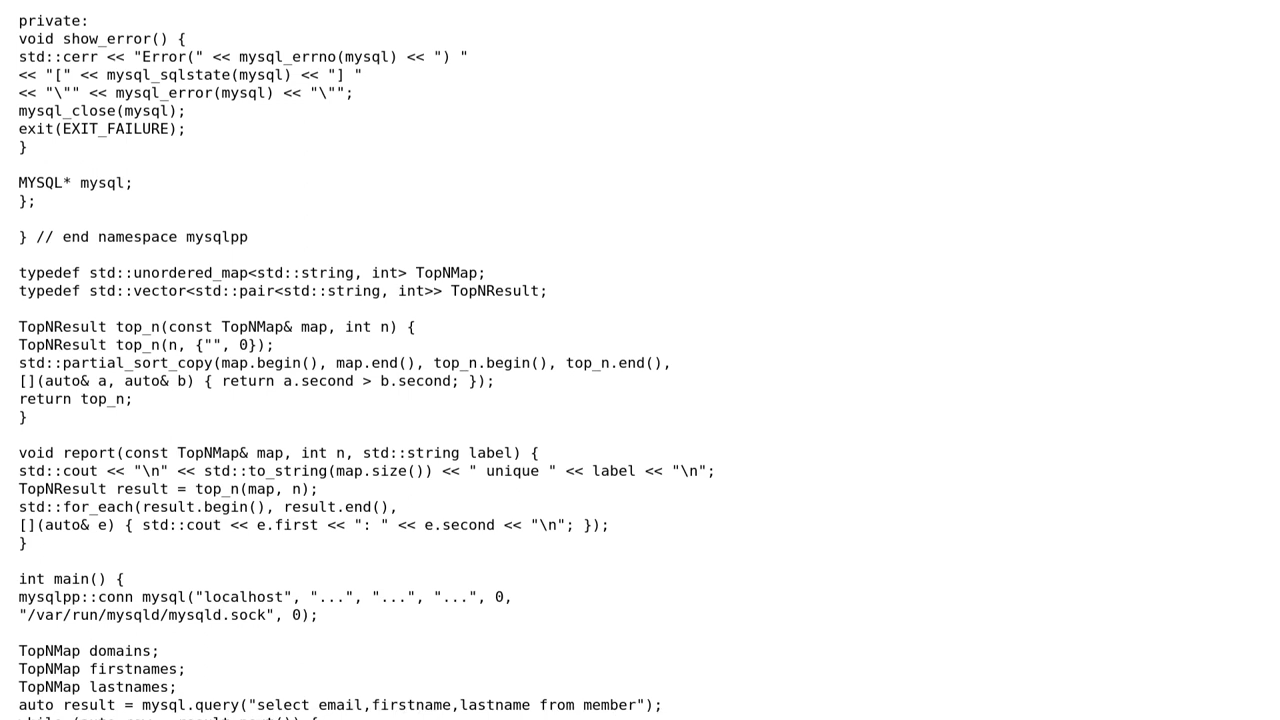 private:
void show_error() {
std::cerr << "Error(" << mysql_errno(mysql) << ") "
<< "[" << mysql_sqlstate(mysql) << "] "
<< "\"" << mysql_error(mysql) << "\"";
mysql_close(mysql);
exit(EXIT_FAILURE);
}

MYSQL* mysql;
};

} // end namespace mysqlpp

typedef std::unordered_map<std::string, int> TopNMap;
typedef std::vector<std::pair<std::string, int>> TopNResult;

TopNResult top_n(const TopNMap& map, int n) {
TopNResult top_n(n, {"", 0});
std::partial_sort_copy(map.begin(), map.end(), top_n.begin(), top_n.end(),
[](auto& a, auto& b) { return a.second > b.second; });
return top_n;
}

void report(const TopNMap& map, int n, std::string label) {
std::cout << "\n" << std::to_string(map.size()) << " unique " << label << "\n";
TopNResult result = top_n(map, n);
std::for_each(result.begin(), result.end(),
[](auto& e) { std::cout << e.first << ": " << e.second << "\n"; });
}

int main() {
mysqlpp::conn mysql("localhost", "...", "...", "...", 0,
"/var/run/mysqld/mysqld.sock", 0);

TopNMap domains;
TopNMap firstnames;
TopNMap lastnames;
auto result = mysql.query("select email,firstname,lastname from member");